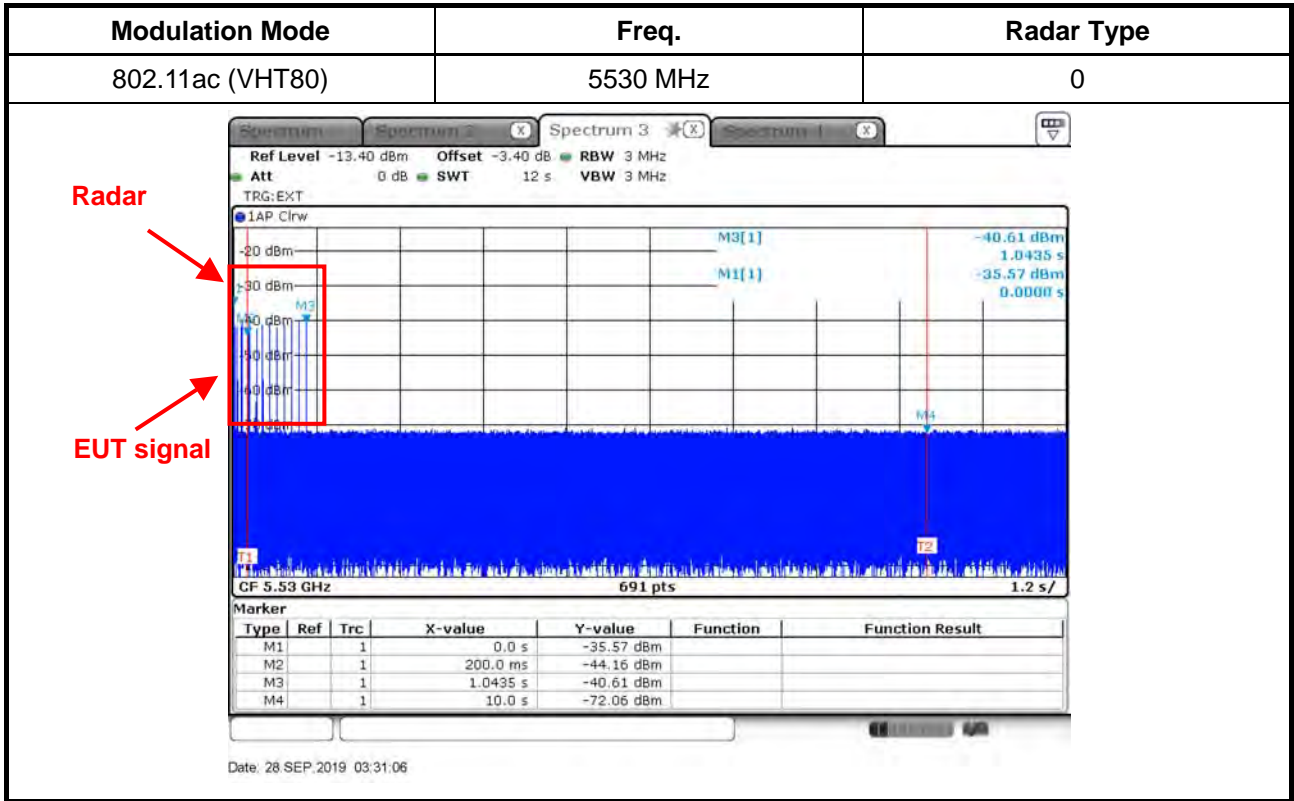 Modulation Mode Freq. Radar Type
802.11ac (VHT80) 5530 MHz 0
Spectrum Spectrum 2 Spectrum 3
Ref Level -13.40 dBm Offset -3.40 dB RBW 3 MHz
Att 0 dB SWT 12 s VBW 3 MHz
TRG:EXT
Radar
1AP Clrw
M3[1] -40.61 dBm
1.0435 s
M1[1] -35.57 dBm
0.0000 s
-20 dBm
-30 dBm
M3
-40 dBm
-50 dBm
-60 dBm
M4
EUT signal
T1 T2
CF 5.53 GHz 691 pts 1.2 s/
Marker
Type Ref Trc X-value Y-value Function Function Result
M1 1 0.0 s -35.57 dBm
M2 1 200.0 ms -44.16 dBm
M3 1 1.0435 s -40.61 dBm
M4 1 10.0 s -72.06 dBm
Date: 28.SEP.2019 03:31:06